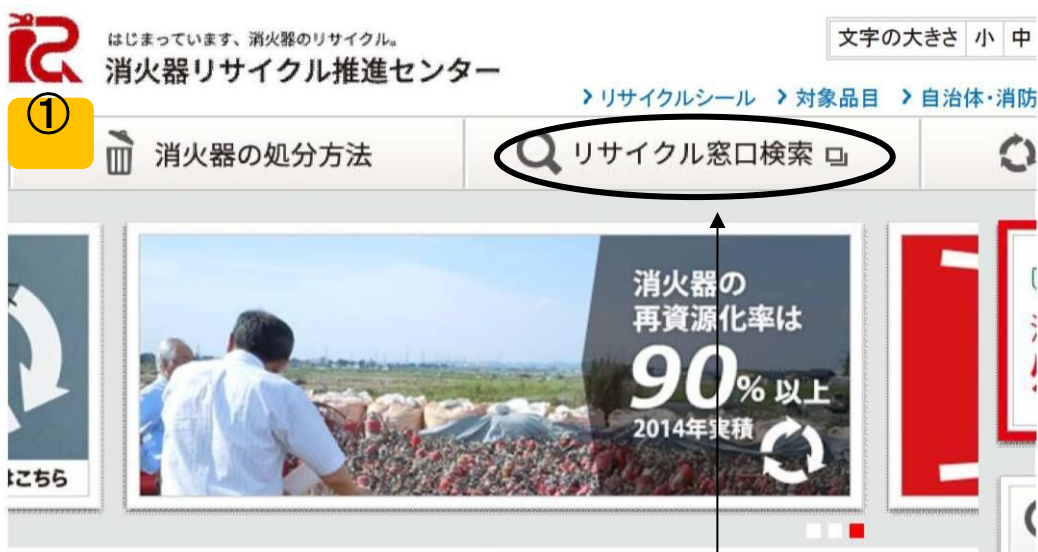 はじまっています、消火器のリサイクル。
消火器リサイクル推進センター
文字の大きさ 小 中
リサイクルシール 対象品目 自治体・消防
①
消火器の処分方法
リサイクル窓口検索
消火器の
再資源化率は
90%以上
2014年実積
はこちら